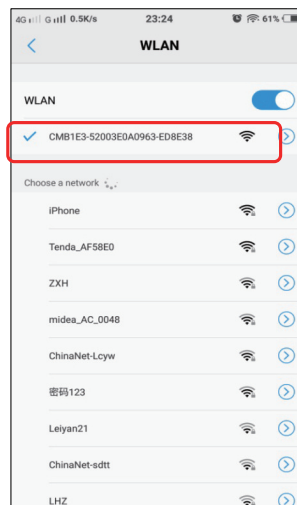 4G G 0.5K/s 23:24 61%
WLAN
WLAN
CMB1E3-52003E0A0963-ED8E38
Choose a network
iPhone
Tenda_AF58E0
ZXH
midea_AC_0048
ChinaNet-Lcyw
密码123
Leiyan21
ChinaNet-sdtt
LHZ